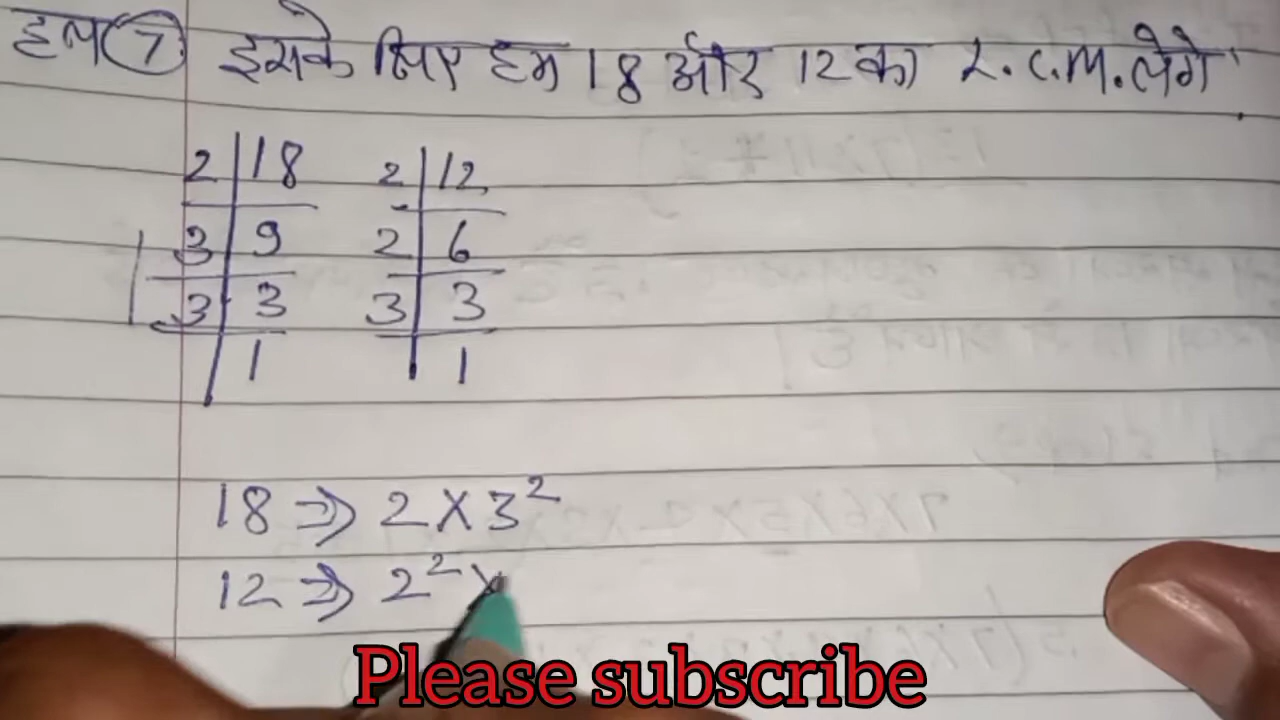 हल 7 इसके लिए हम 18 और 12 का L.C.M. लेगे
2 | 18    2 | 12
3 | 9    2 | 6
3 | 3    3 | 3
1    1
18 ⇒ 2 × 3²
12 ⇒ 2² ×
Please subscribe